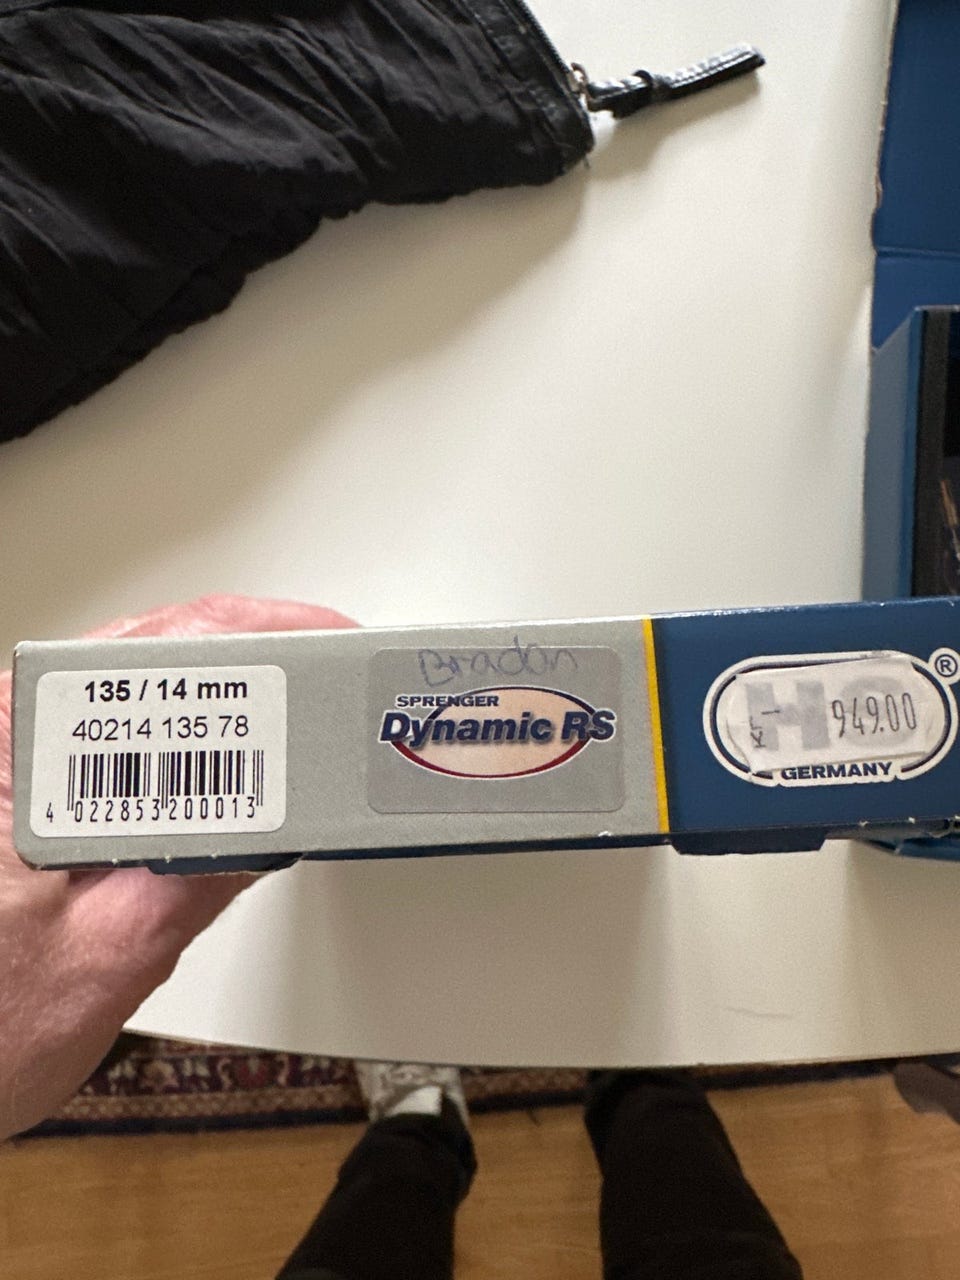 135 / 14 mm
40214 135 78
4 022853 200013
Bradon
SPRENGER
Dynamic RS
HS
®
949.00
GERMANY